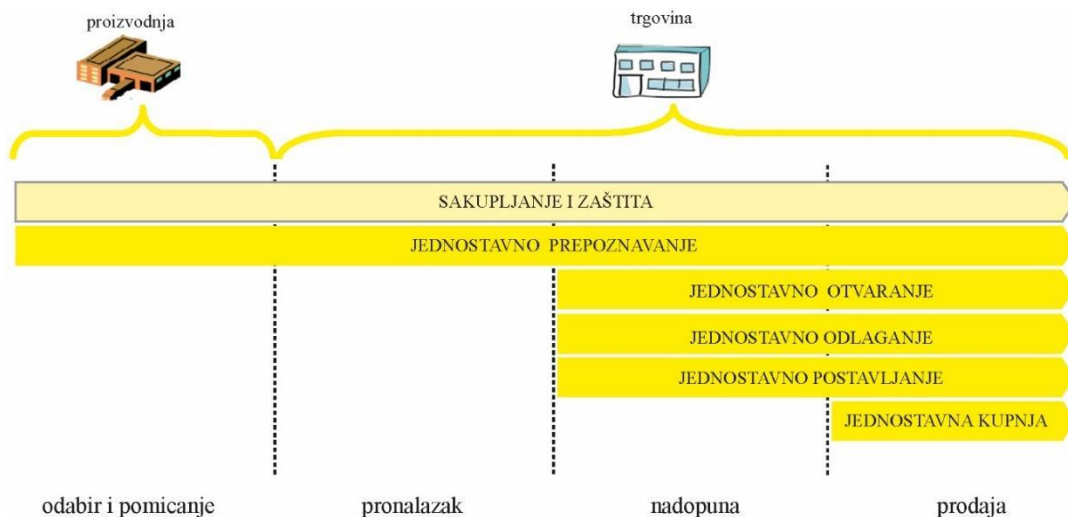 proizvodnja
trgovina
SAKUPLJANJE I ZAŠTITA
JEDNOSTAVNO PREPOZNAVANJE
JEDNOSTAVNO OTVARANJE
JEDNOSTAVNO ODLAGANJE
JEDNOSTAVNO POSTAVLJANJE
JEDNOSTAVNA KUPNJA
odabir i pomicanje
pronalazak
nadopuna
prodaja